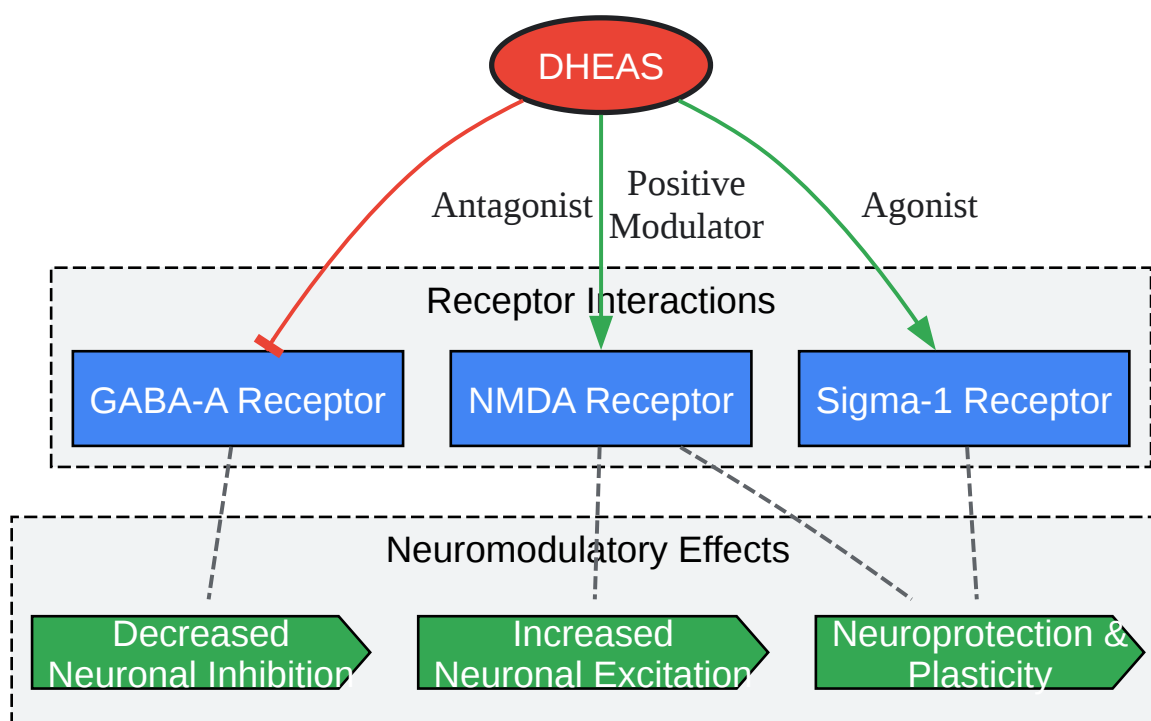 DHEAS
Antagonist
Positive
Modulator
Agonist
Receptor Interactions
GABA-A Receptor
NMDA Receptor
Sigma-1 Receptor
Neuromodulatory Effects
Decreased
Neuronal Inhibition
Increased
Neuronal Excitation
Neuroprotection &
Plasticity